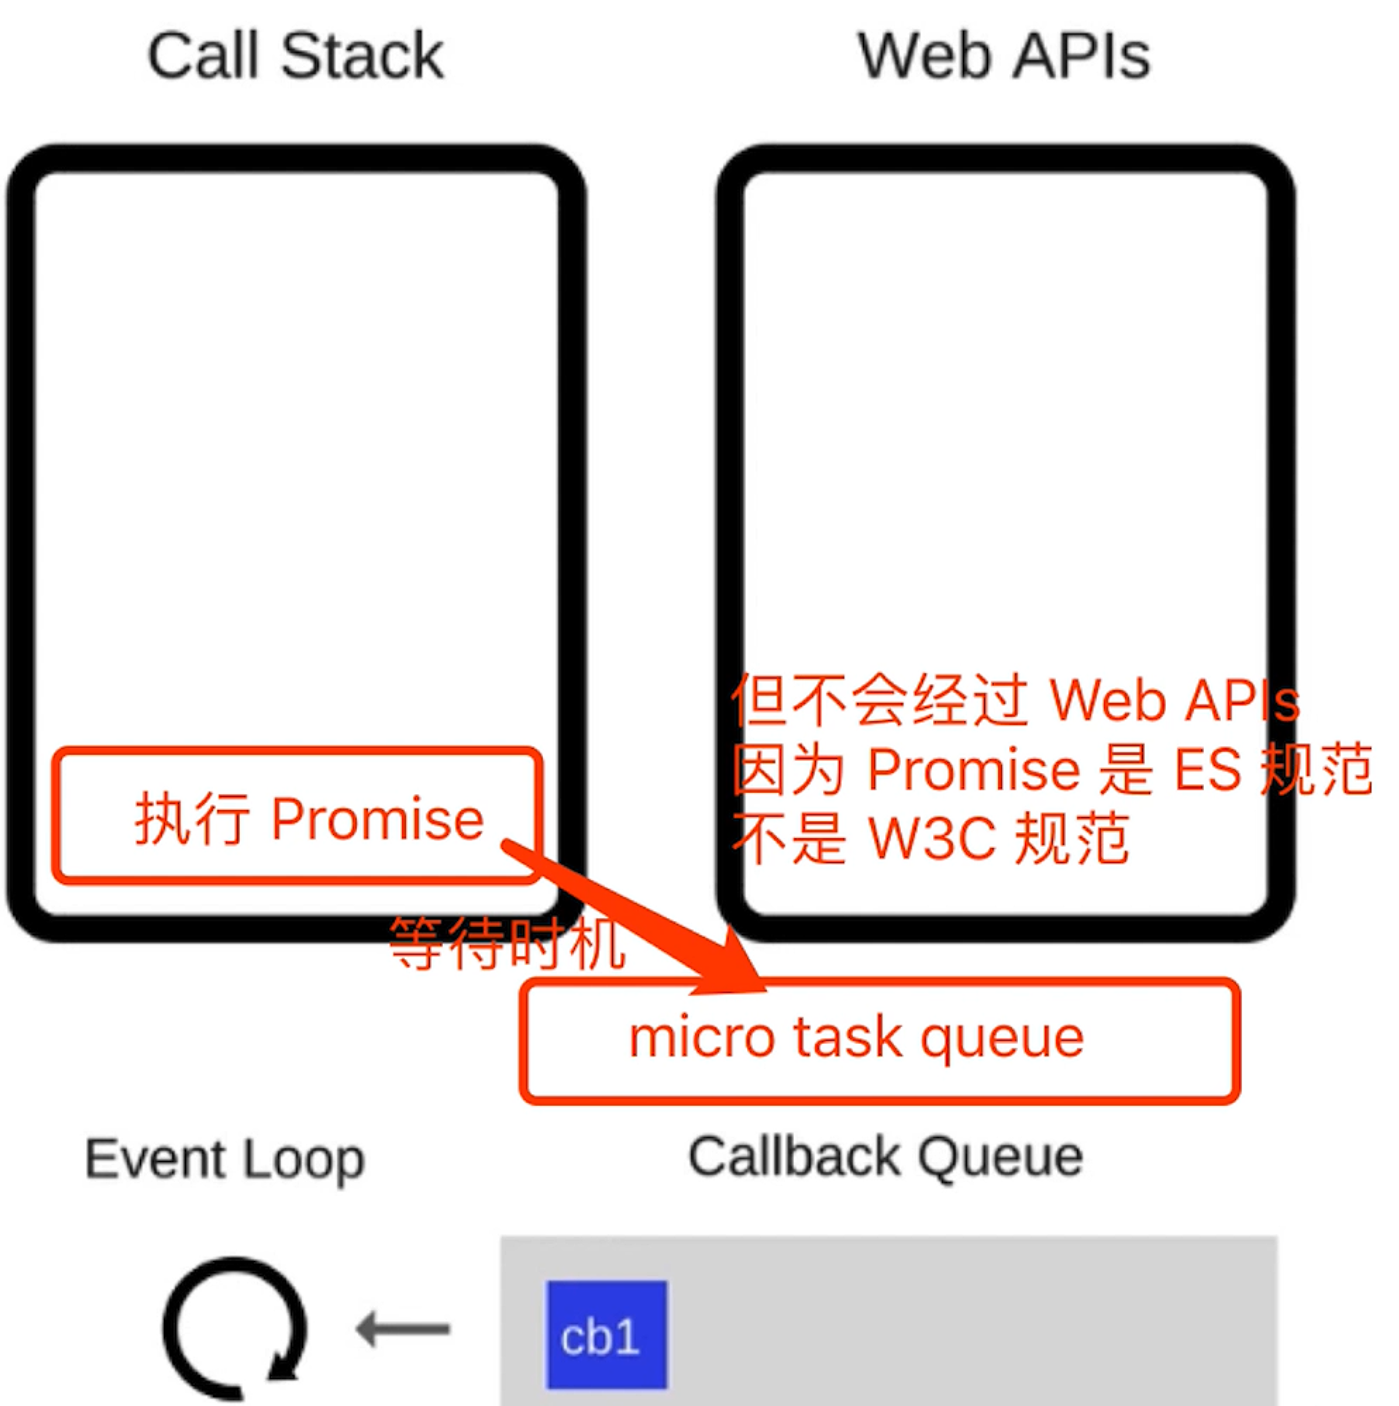 Call Stack
Web APIs
但不会经过 Web APIs
因为 Promise 是 ES 规范
不是 W3C 规范
执行 Promise
等待时机
micro task queue
Event Loop
Callback Queue
cb1